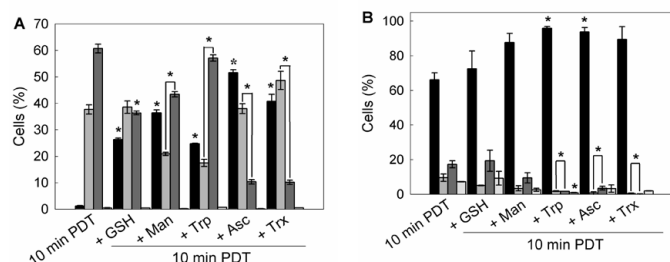 A
Cells (%)
70
60
50
40
30
20
10
0
* * * * * * * * * *
10 min PDT
+ GSH
+ Man
+ Trp
+ Asc
+ Trx
10 min PDT
B
Cells (%)
100
80
60
40
20
0
* * * * * *
10 min PDT
+ GSH
+ Man
+ Trp
+ Asc
+ Trx
10 min PDT